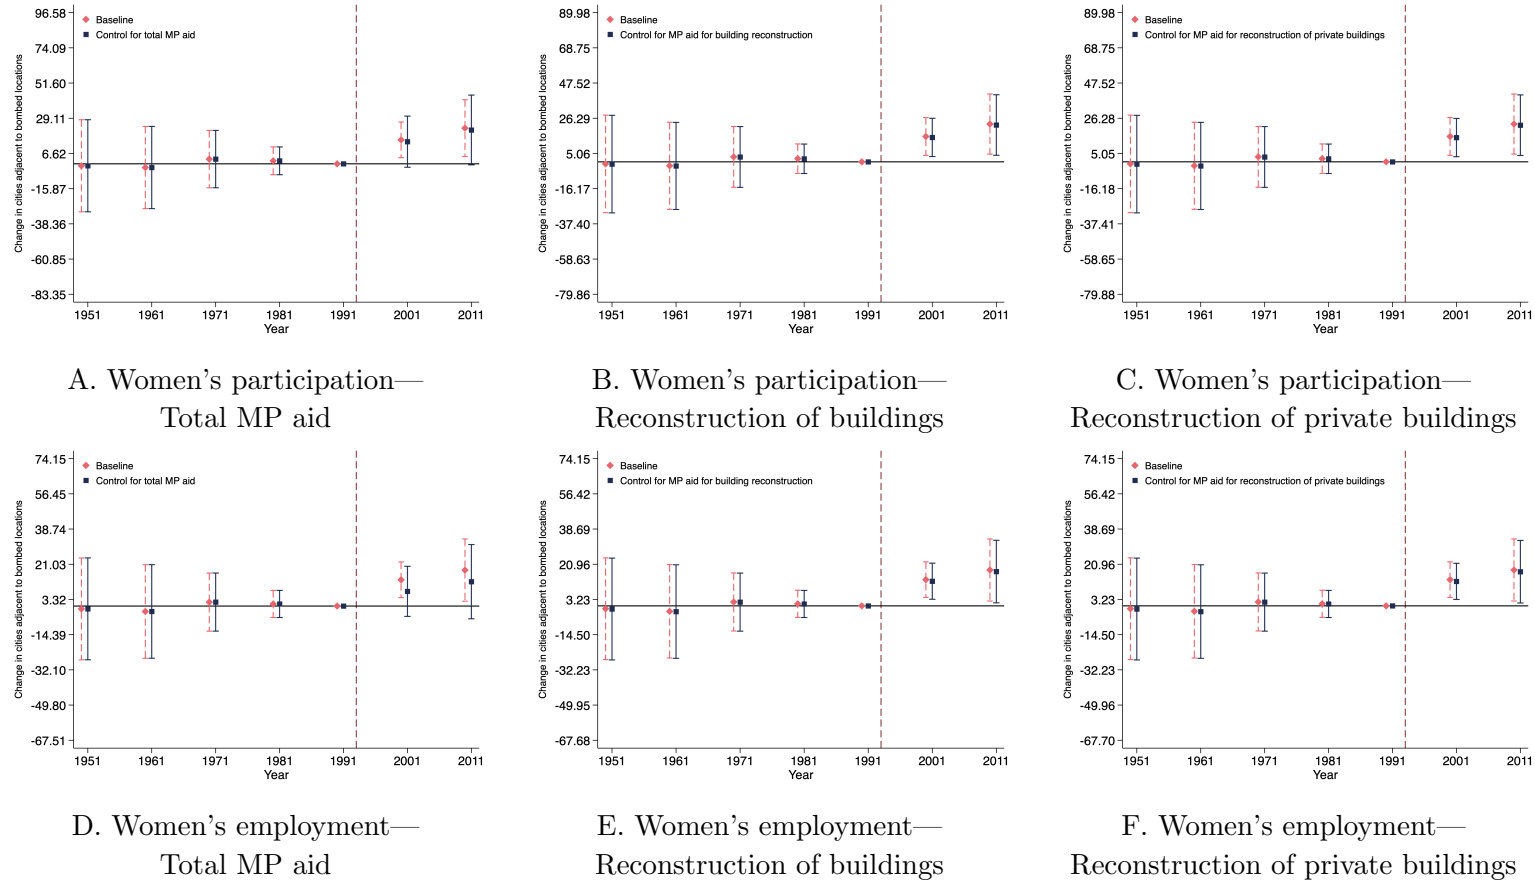 96.58
74.09
51.60
29.11
6.62
-15.87
-38.36
-60.85
-83.35
Change in cities adjacent to bombed locations
Baseline
Control for total MP aid
1951 1961 1971 1981 1991 2001 2011
Year
A. Women's participation—
Total MP aid
89.98
68.75
47.52
26.29
5.06
-16.17
-37.40
-58.63
-79.86
Change in cities adjacent to bombed locations
Baseline
Control for MP aid for building reconstruction
1951 1961 1971 1981 1991 2001 2011
Year
B. Women's participation—
Reconstruction of buildings
89.98
68.75
47.52
26.28
5.05
-16.18
-37.41
-58.65
-79.88
Change in cities adjacent to bombed locations
Baseline
Control for MP aid for reconstruction of private buildings
1951 1961 1971 1981 1991 2001 2011
Year
C. Women's participation—
Reconstruction of private buildings
74.15
56.45
38.74
21.03
3.32
-14.39
-32.10
-49.80
-67.51
Change in cities adjacent to bombed locations
Baseline
Control for total MP aid
1951 1961 1971 1981 1991 2001 2011
Year
D. Women's employment—
Total MP aid
74.15
56.42
38.69
20.96
3.23
-14.50
-32.23
-49.95
-67.68
Change in cities adjacent to bombed locations
Baseline
Control for MP aid for building reconstruction
1951 1961 1971 1981 1991 2001 2011
Year
E. Women's employment—
Reconstruction of buildings
74.15
56.42
38.69
20.96
3.23
-14.50
-32.23
-49.96
-67.70
Change in cities adjacent to bombed locations
Baseline
Control for MP aid for reconstruction of private buildings
1951 1961 1971 1981 1991 2001 2011
Year
F. Women's employment—
Reconstruction of private buildings